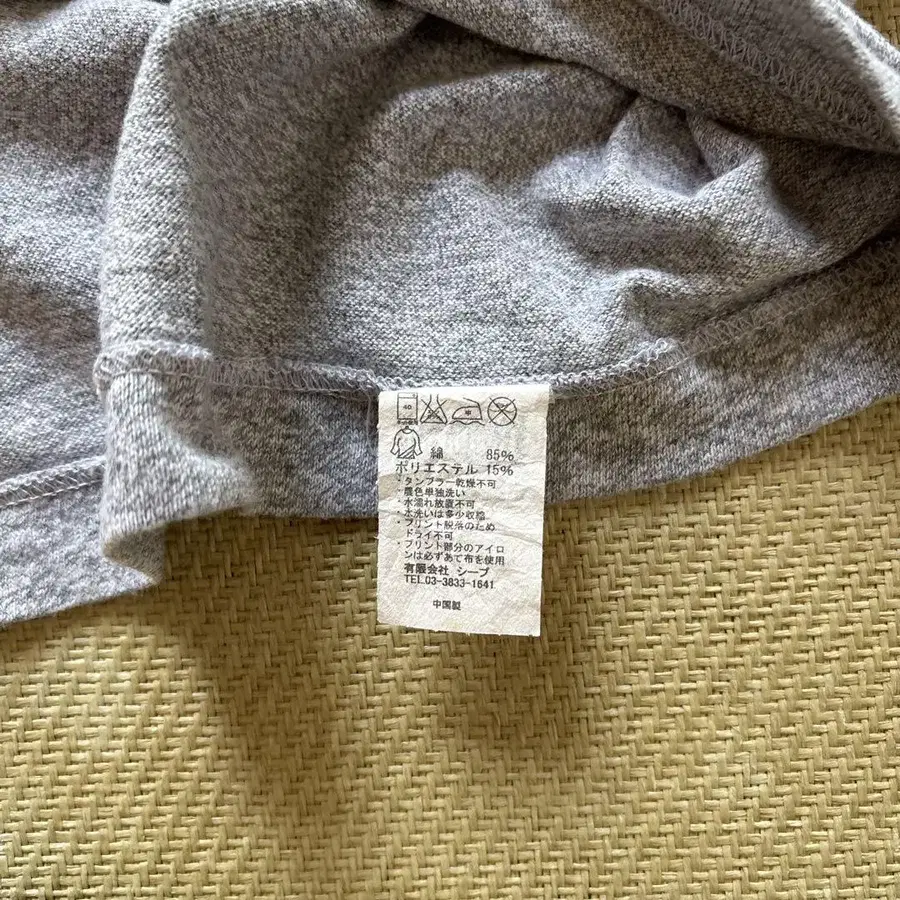 40
中
綿 85%
ポリエステル 15%
・タンブラー乾燥不可
・濃色単独洗い
・水濡れ放置不可
・水洗いは多少収縮
・プリント脱落のため
ドライ不可
・プリント部分のアイロ
ンは必ずあて布を使用
有限会社 シープ
TEL 03-3833-1641
中国製